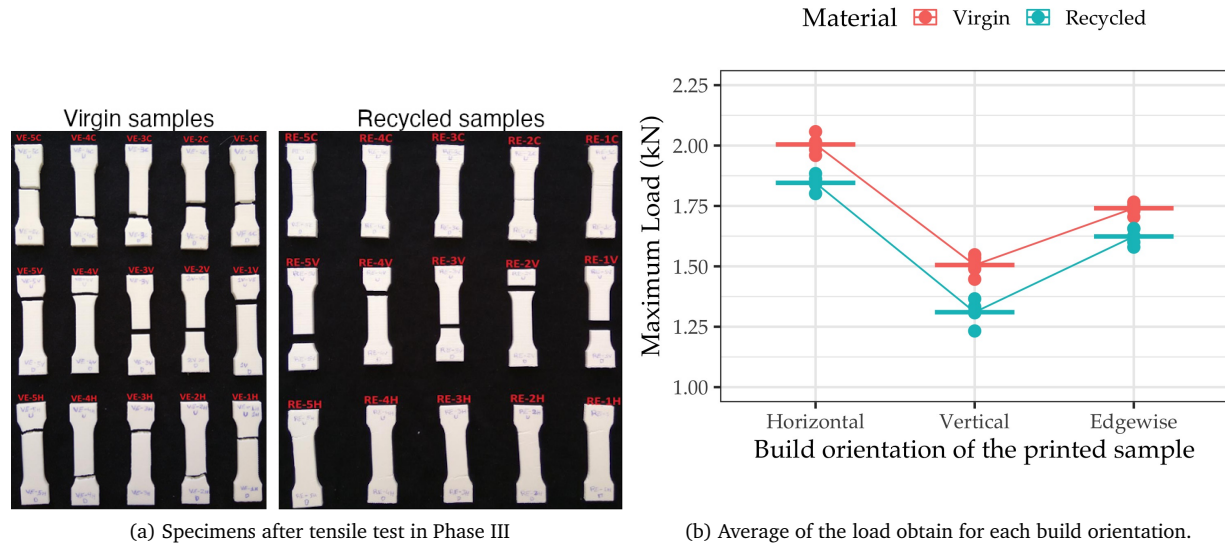 Material Virgin Recycled
Virgin samples Recycled samples
VE-5C VE-4C VE-3C VE-2C VE-1C
RE-5C RE-4C RE-3C RE-2C RE-1C
VE-5V VE-4V VE-3V VE-2V VE-1V
RE-5V RE-4V RE-3V RE-2V RE-1V
VE-5H VE-4H VE-3H VE-2H VE-1H
RE-5H RE-4H RE-3H RE-2H RE-1H
Maximum Load (kN)
2.25
2.00
1.75
1.50
1.25
1.00
Horizontal Vertical Edgewise
Build orientation of the printed sample
(a) Specimens after tensile test in Phase III
(b) Average of the load obtain for each build orientation.